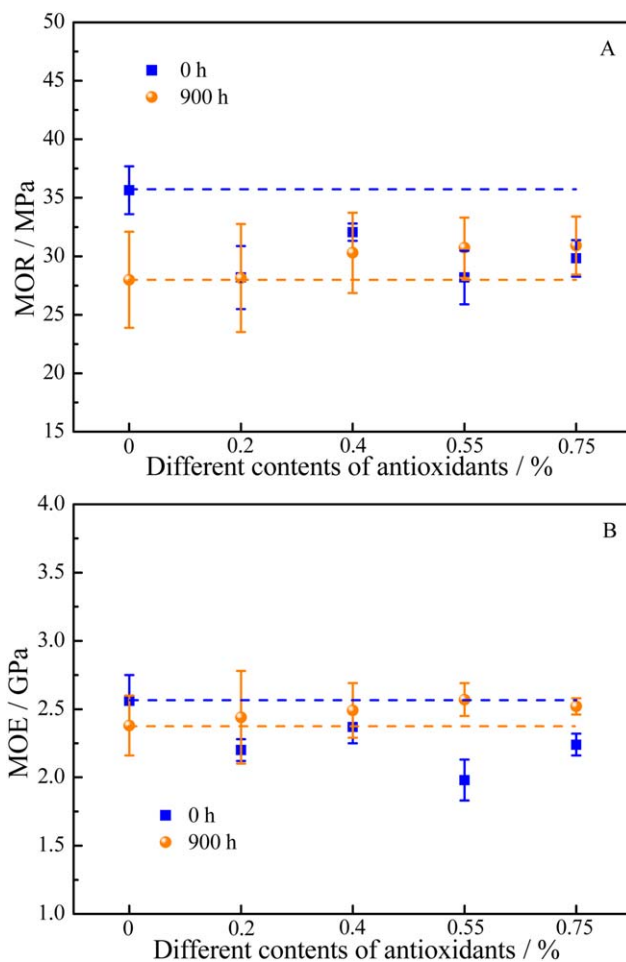 A
0 h
900 h
50
45
40
35
30
25
20
15
MOR / MPa
0 0.2 0.4 0.55 0.75
Different contents of antioxidants / %
B
4.0
3.5
3.0
2.5
2.0
1.5
1.0
MOE / GPa
0 h
900 h
0 0.2 0.4 0.55 0.75
Different contents of antioxidants / %